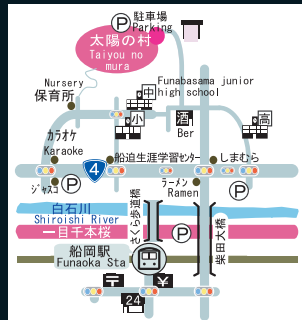 P 駐車場
Parking
太陽の村
Taiyou no
mura
Nursery
保育所
中
Funabasama junior
high school
小
酒
Ber
高
カラオケ
Karaoke
4
船迫生涯学習センター
しまむら
ジャスコ
P
ラーメン
Ramen
P
白石川
Shiroishi River
一目千本桜
さくら歩道橋
P
柴田大橋
船岡駅
Funaoka Sta
〒
¥
24